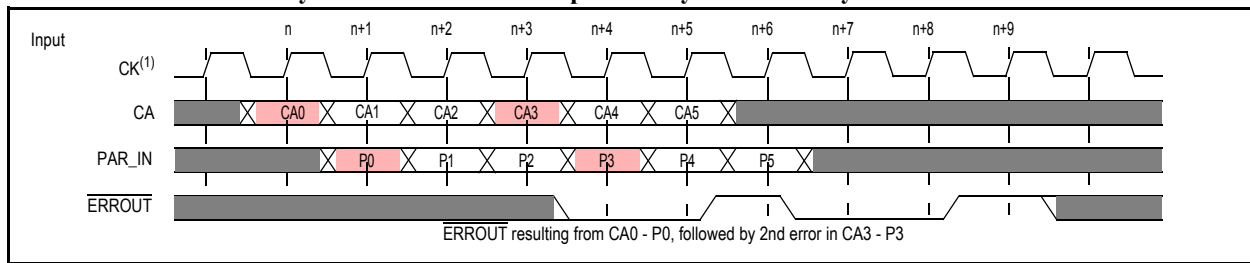 Input
n n+1 n+2 n+3 n+4 n+5 n+6 n+7 n+8 n+9
CK(1)
CA CA0 CA1 CA2 CA3 CA4 CA5
PAR_IN P0 P1 P2 P3 P4 P5
ERROUT
ERROUT resulting from CA0 - P0, followed by 2nd error in CA3 - P3